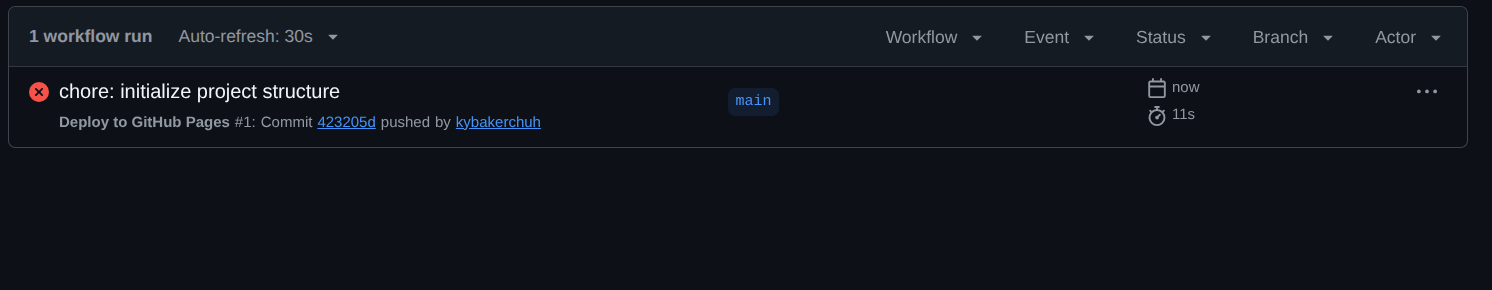 1 workflow run Auto-refresh: 30s Workflow Event Status Branch Actor
chore: initialize project structure
Deploy to GitHub Pages #1: Commit 423205d pushed by kybakerchuh
main
now
11s